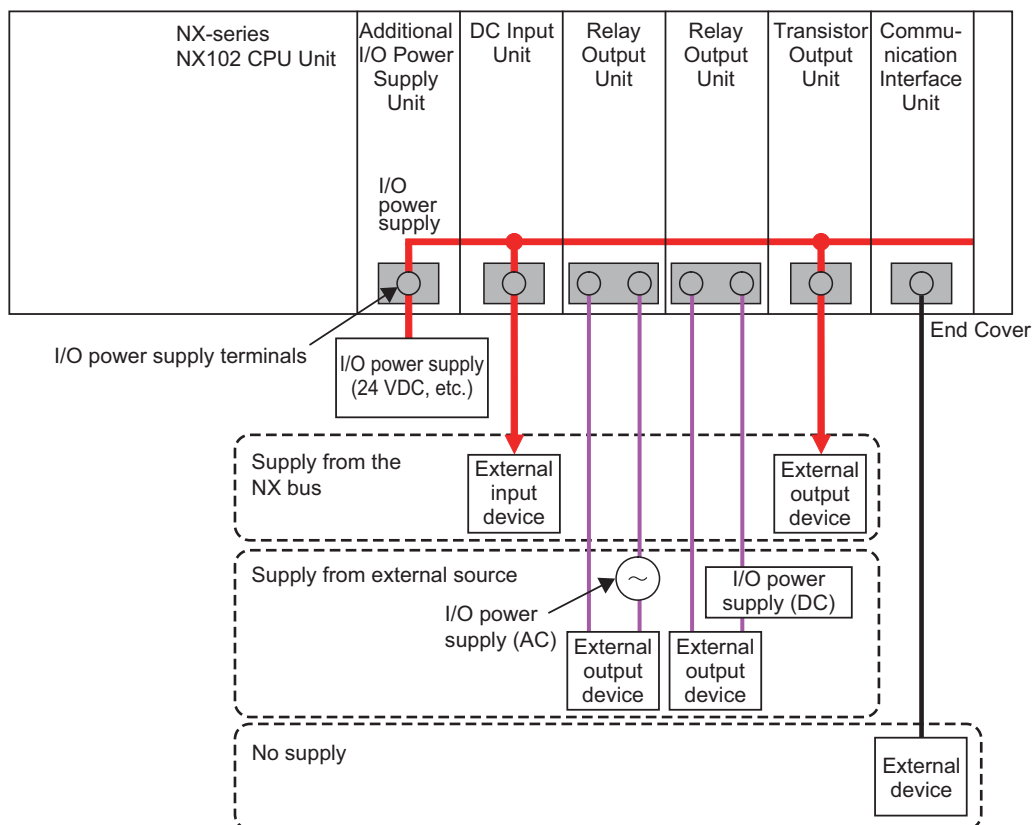 NX-series
NX102 CPU Unit
Additional
I/O Power
Supply
Unit
DC Input
Unit
Relay
Output
Unit
Relay
Output
Unit
Transistor
Output
Unit
Commu-
nication
Interface
Unit
I/O
power
supply
End Cover
I/O power supply terminals
I/O power supply
(24 VDC, etc.)
Supply from the
NX bus
External
input
device
External
output
device
Supply from external source
~
I/O power
supply (AC)
I/O power
supply (DC)
External
output
device
External
output
device
No supply
External
device